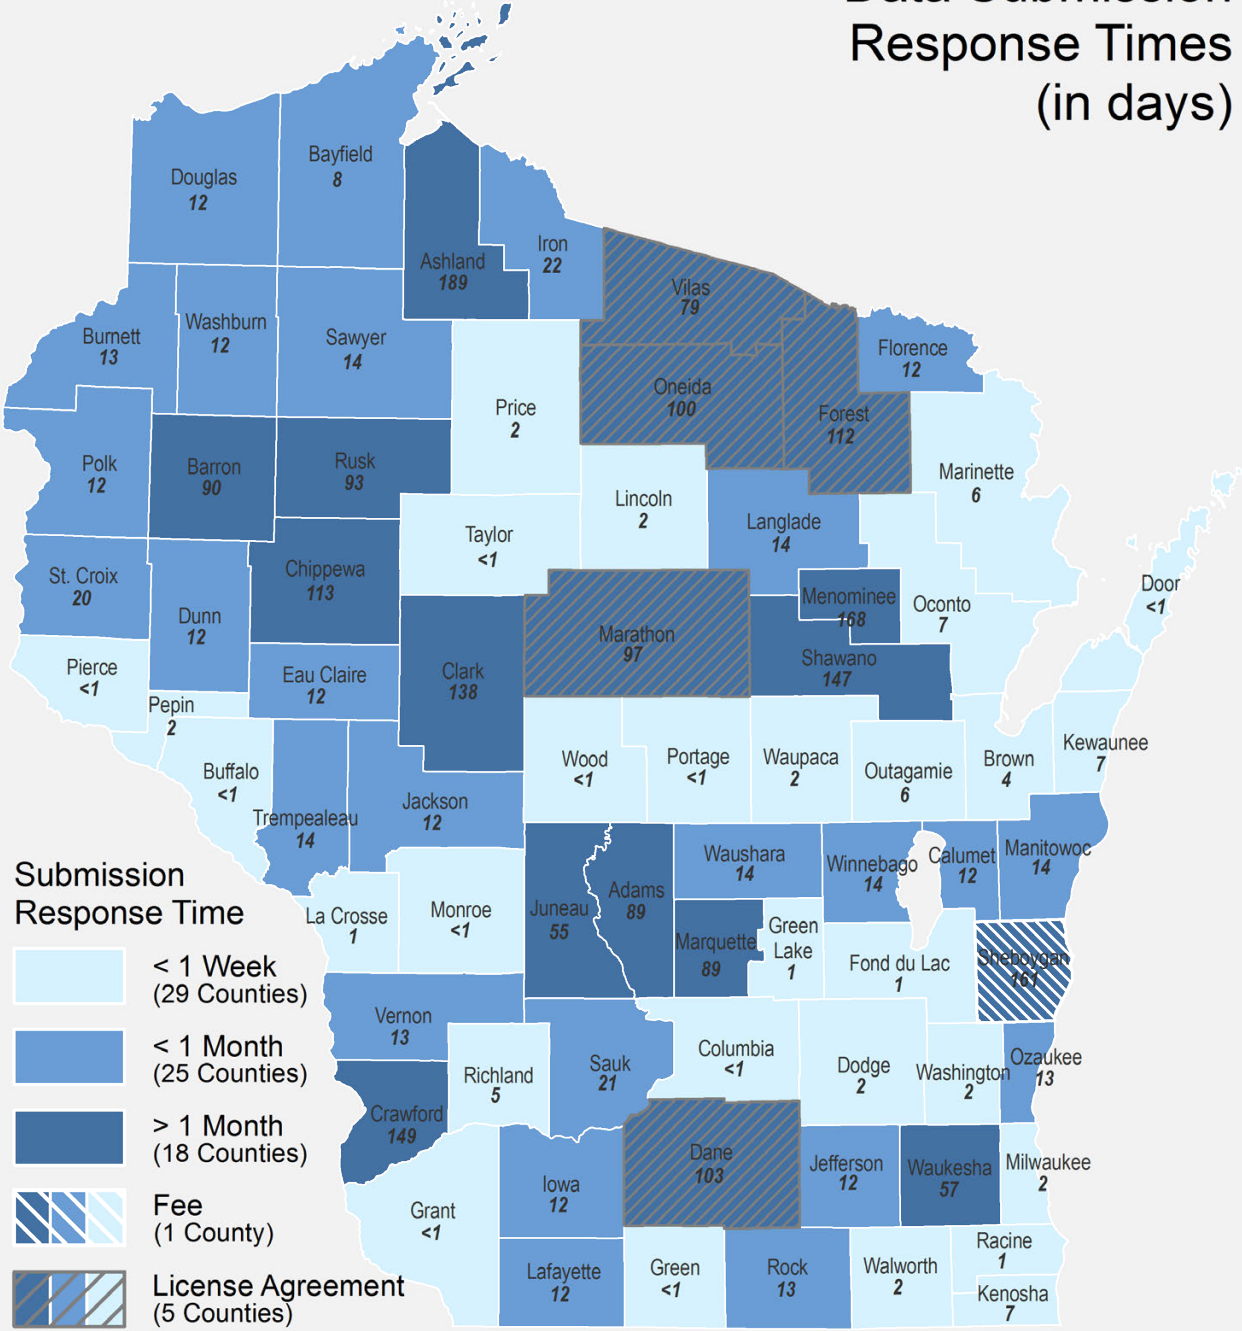 Data Submission
Response Times
(in days)
Douglas
12
Bayfield
8
Ashland
189
Iron
22
Vilas
79
Burnett
13
Washburn
12
Sawyer
14
Florence
12
Oneida
100
Forest
112
Price
2
Polk
12
Barron
90
Rusk
93
Marinette
6
Lincoln
2
Langlade
14
Taylor
<1
St. Croix
20
Chippewa
113
Dunn
12
Menominee
168
Oconto
7
Door
<1
Marathon
97
Shawano
147
Pierce
<1
Eau Claire
12
Clark
138
Pepin
2
Buffalo
<1
Wood
<1
Portage
<1
Waupaca
2
Outagamie
6
Brown
4
Kewaunee
7
Trempealeau
14
Jackson
12
Waushara
14
Winnebago
14
Calumet
12
Manitowoc
14
La Crosse
1
Monroe
<1
Juneau
55
Adams
89
Marquette
89
Green
Lake
1
Fond du Lac
1
Sheboygan
161
Vernon
13
Richland
5
Sauk
21
Columbia
<1
Dodge
2
Washington
2
Ozaukee
13
Crawford
149
Grant
<1
Iowa
12
Dane
103
Jefferson
12
Waukesha
57
Milwaukee
2
Lafayette
12
Green
<1
Rock
13
Walworth
2
Racine
1
Kenosha
7
Submission
Response Time
< 1 Week
(29 Counties)
< 1 Month
(25 Counties)
> 1 Month
(18 Counties)
Fee
(1 County)
License Agreement
(5 Counties)